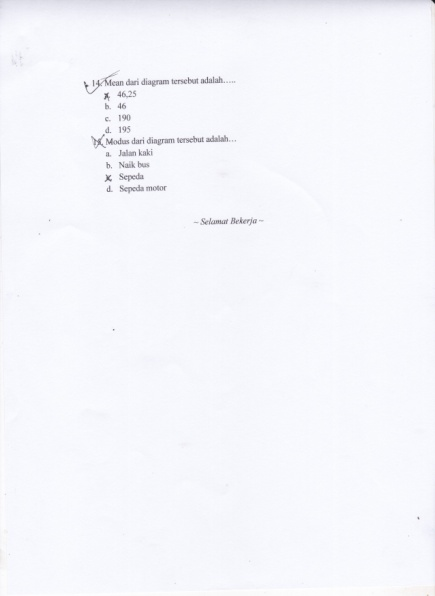 14. Mean dari diagram tersebut adalah…..
a. 46,25
b. 46
c. 190
d. 195
15. Modus dari diagram tersebut adalah…
a. Jalan kaki
b. Naik bus
c. Sepeda
d. Sepeda motor
~ Selamat Bekerja ~